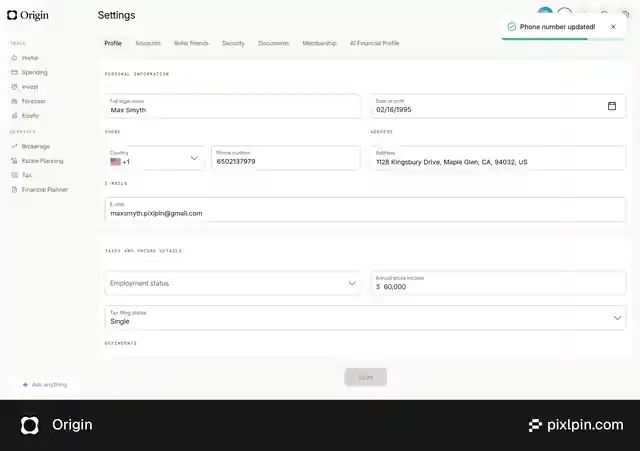 Origin
Settings
Phone number updated!
Profile
Accounts
Refer friends
Security
Documents
Membership
AI Financial Profile
TOOLS
Home
Spending
Invest
Forecast
Equity
SERVICES
Brokerage
Estate Planning
Tax
Financial Planner
Ask anything
PERSONAL INFORMATION
Full legal name
Max Smyth
Date of birth
02/16/1995
PHONE
ADDRESS
Country
+1
Phone number
6502137979
Address
1128 Kingsbury Drive, Maple Glen, CA, 94032, US
E-MAILS
E-mail
maxsmyth.pixlpin@gmail.com
TAXES AND INCOME DETAILS
Employment status
Annual gross income
$ 60,000
Tax filing status
Single
DEPENDENTS
Save
Origin
pixlpin.com